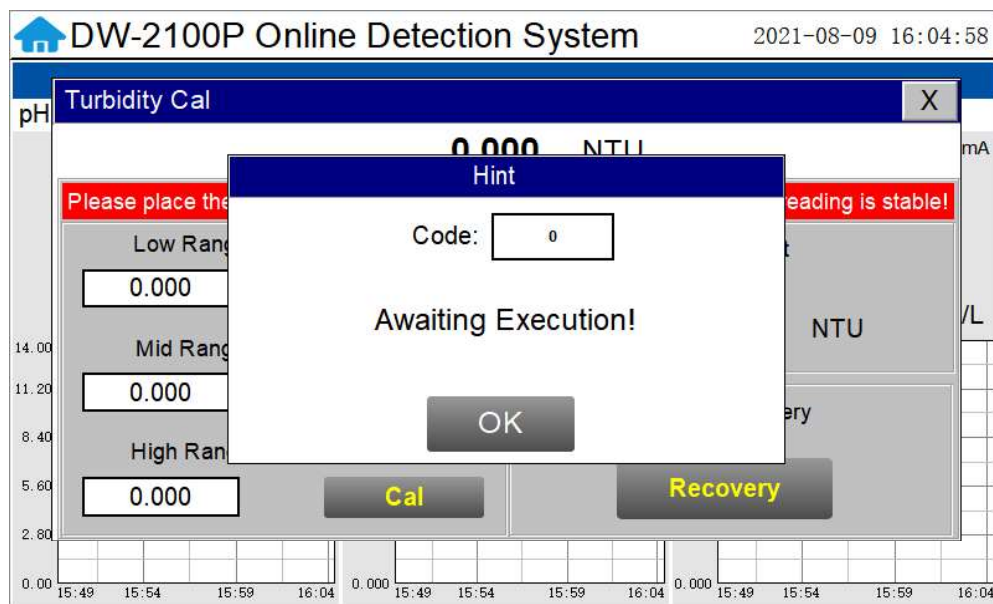 DW-2100P Online Detection System 2021-08-09 16:04:58
pH
Turbidity Cal X
mA
0.000 NTU
Hint
Please place the
eading is stable!
Code: 0
Low Rang
t
0.000
Awaiting Execution!
NTU
/L
14.00
Mid Rang
11.20
0.000
OK
ery
8.40
High Ran
5.60
0.000
Cal
Recovery
2.80
0.00
0.000
0.000
15:49 15:54 15:59 16:04
15:49 15:54 15:59 16:04
15:49 15:54 15:59 16:04